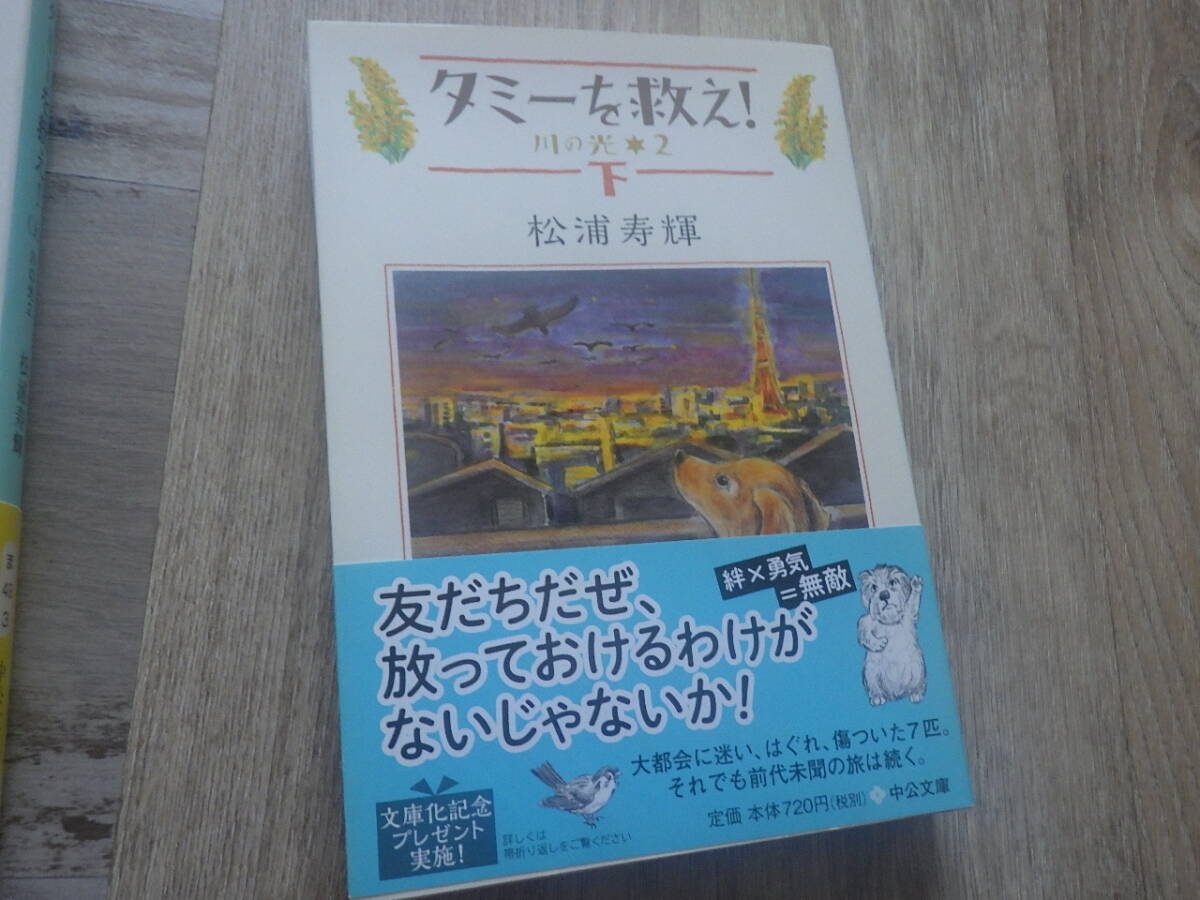 タミーを救え!
川の光✶2
下
松浦寿輝
絆×勇気
=無敵
友だちだぜ、
放っておけるわけが
ないじゃないか!
大都会に迷い、はぐれ、傷ついた7匹。
それでも前代未聞の旅は続く。
定価 本体720円(税別) 中公文庫
文庫化記念
プレゼント
実施!
詳しくは
帯折り返しをご覧ください